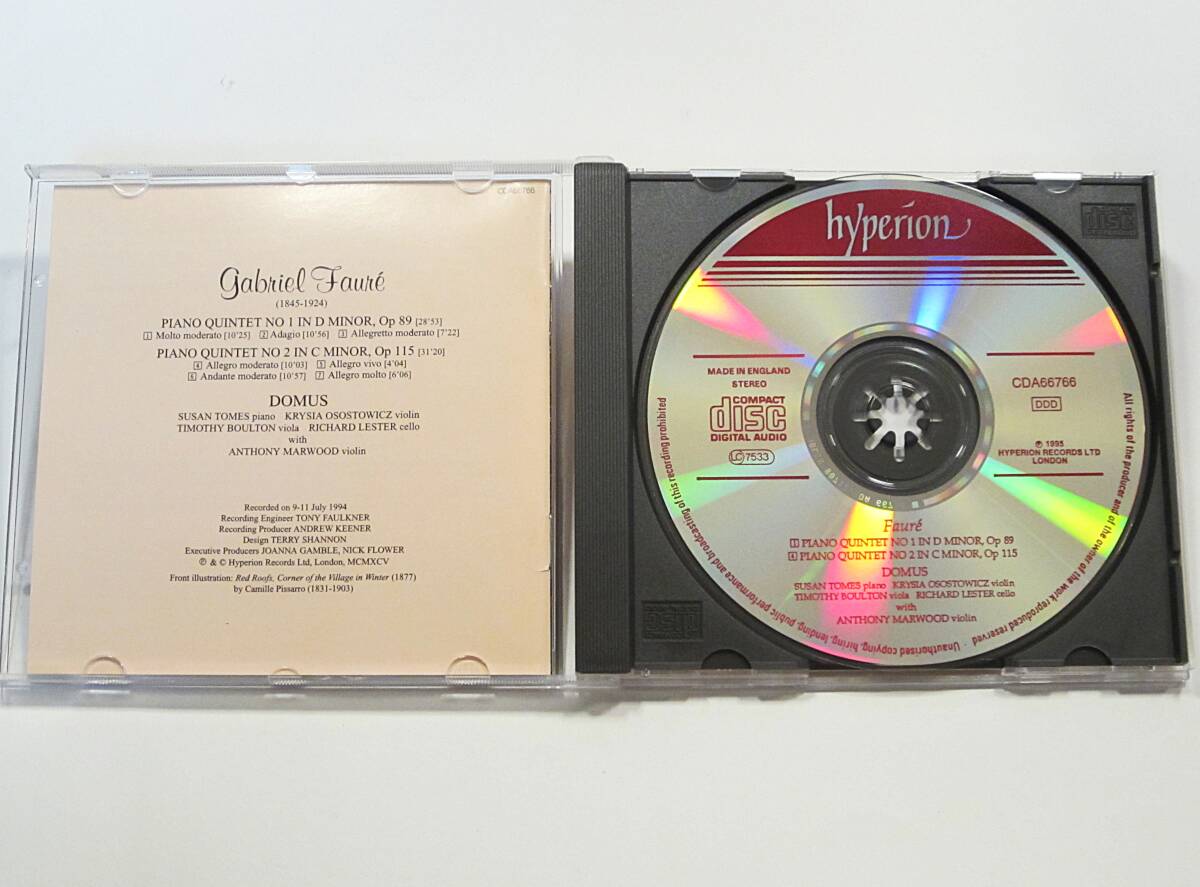 CDA66766
Gabriel Fauré
(1845-1924)
PIANO QUINTET NO 1 IN D MINOR, Op 89 [28'53]
1 Molto moderato [10'25] 2 Adagio [10'56] 3 Allegretto moderato [7'22]
PIANO QUINTET NO 2 IN C MINOR, Op 115 [31'20]
4 Allegro moderato [10'03] 5 Allegro vivo [4'04]
6 Andante moderato [10'57] 7 Allegro molto [6'06]
DOMUS
SUSAN TOMES piano KRYSIA OSOSTOWICZ violin
TIMOTHY BOULTON viola RICHARD LESTER cello
with
ANTHONY MARWOOD violin
Recorded on 9-11 July 1994
Recording Engineer TONY FAULKNER
Recording Producer ANDREW KEENER
Design TERRY SHANNON
Executive Producers JOANNA GAMBLE, NICK FLOWER
℗ & © Hyperion Records Ltd, London, MCMXCV
Front illustration: Red Roofs, Corner of the Village in Winter (1877)
by Camille Pissarro (1831-1903)
hyperion
MADE IN ENGLAND
STEREO
COMPACT
disc
DIGITAL AUDIO
LC 7533
CDA66766
DDD
℗ 1995
HYPERION RECORDS LTD
LONDON
Fauré
1 PIANO QUINTET NO 1 IN D MINOR, Op 89
4 PIANO QUINTET NO 2 IN C MINOR, Op 115
DOMUS
SUSAN TOMES piano KRYSIA OSOSTOWICZ violin
TIMOTHY BOULTON viola RICHARD LESTER cello
with
ANTHONY MARWOOD violin
All rights of the producer and of the owner of the work reproduced reserved · Unauthorised copying, hiring, lending, public performance and broadcasting of this recording prohibited
disc
disc